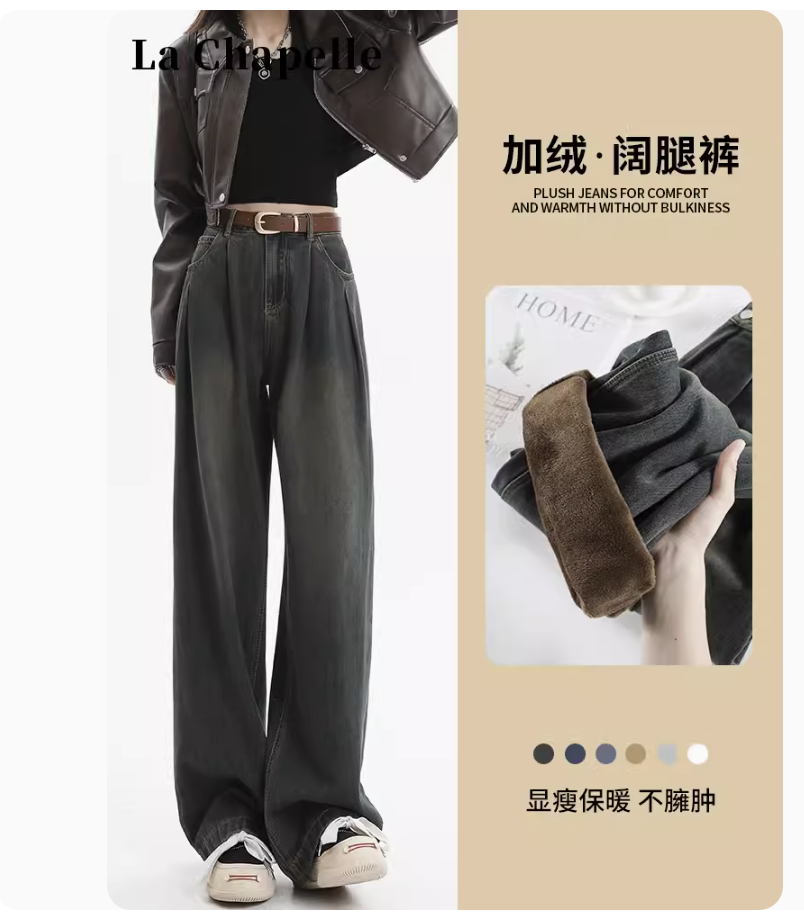 La Chapelle
加绒·阔腿裤
PLUSH JEANS FOR COMFORT
AND WARMTH WITHOUT BULKINESS
HOME
显瘦保暖 不臃肿